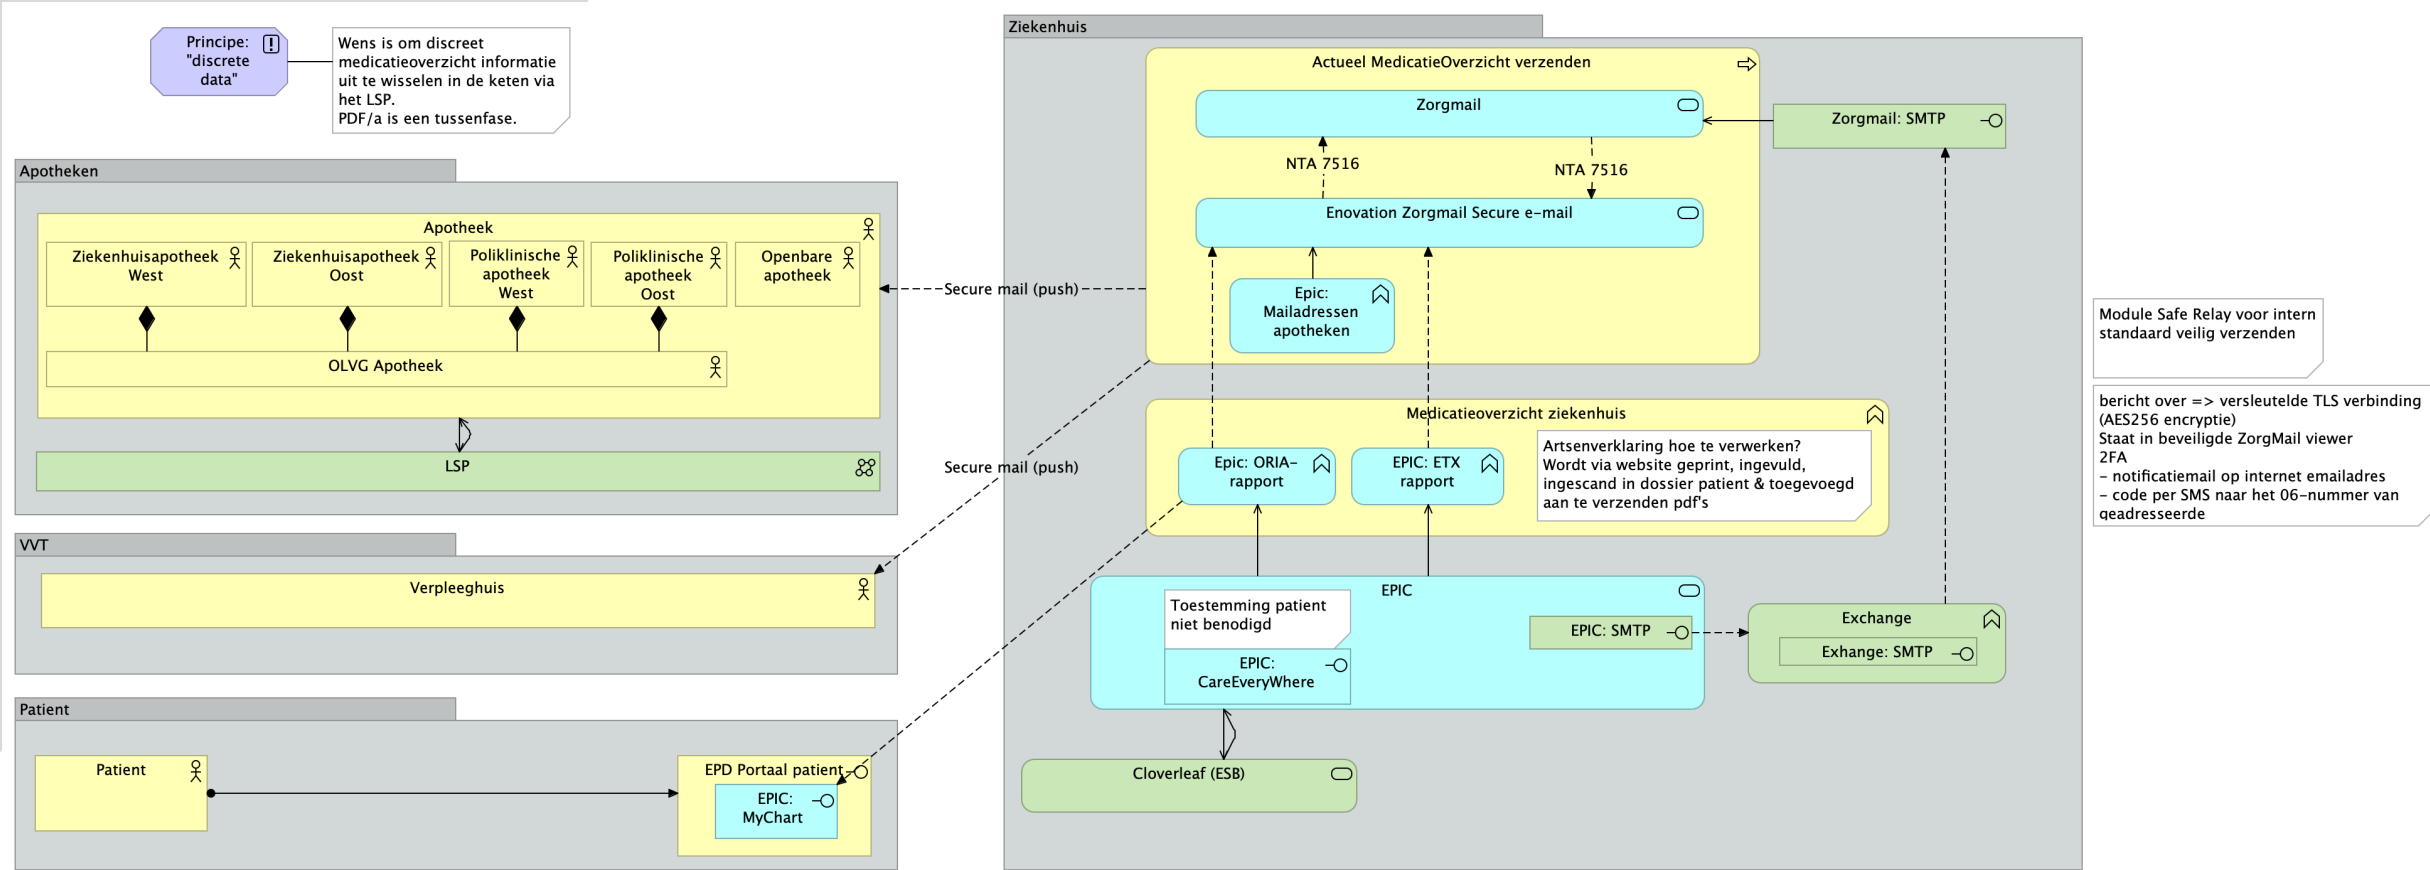 Principe:
"discrete
data"
Wens is om discreet
medicatieoverzicht informatie
uit te wisselen in de keten via
het LSP.
PDF/a is een tussenfase.
Apotheken
Apotheek
Ziekenhuisapotheek
West
Ziekenhuisapotheek
Oost
Poliklinische
apotheek
West
Poliklinische
apotheek
Oost
Openbare
apotheek
OLVG Apotheek
LSP
VVT
Verpleeghuis
Patient
Patient
EPD Portaal patient
EPIC:
MyChart
Secure mail (push)
Secure mail (push)
Ziekenhuis
Actueel MedicatieOverzicht verzenden
Zorgmail
NTA 7516
NTA 7516
Enovation Zorgmail Secure e-mail
Epic:
Mailadressen
apotheken
Zorgmail: SMTP
Medicatieoverzicht ziekenhuis
Epic: ORIA-
rapport
EPIC: ETX
rapport
Artsenverklaring hoe te verwerken?
Wordt via website geprint, ingevuld,
ingescand in dossier patient & toegevoegd
aan te verzenden pdf's
EPIC
Toestemming patient
niet benodigd
EPIC:
CareEveryWhere
EPIC: SMTP
Exchange
Exhange: SMTP
Cloverleaf (ESB)
Module Safe Relay voor intern
standaard veilig verzenden
bericht over => versleutelde TLS verbinding
(AES256 encryptie)
Staat in beveiligde ZorgMail viewer
2FA
- notificatiemail op internet emailadres
- code per SMS naar het 06-nummer van
geadresseerde